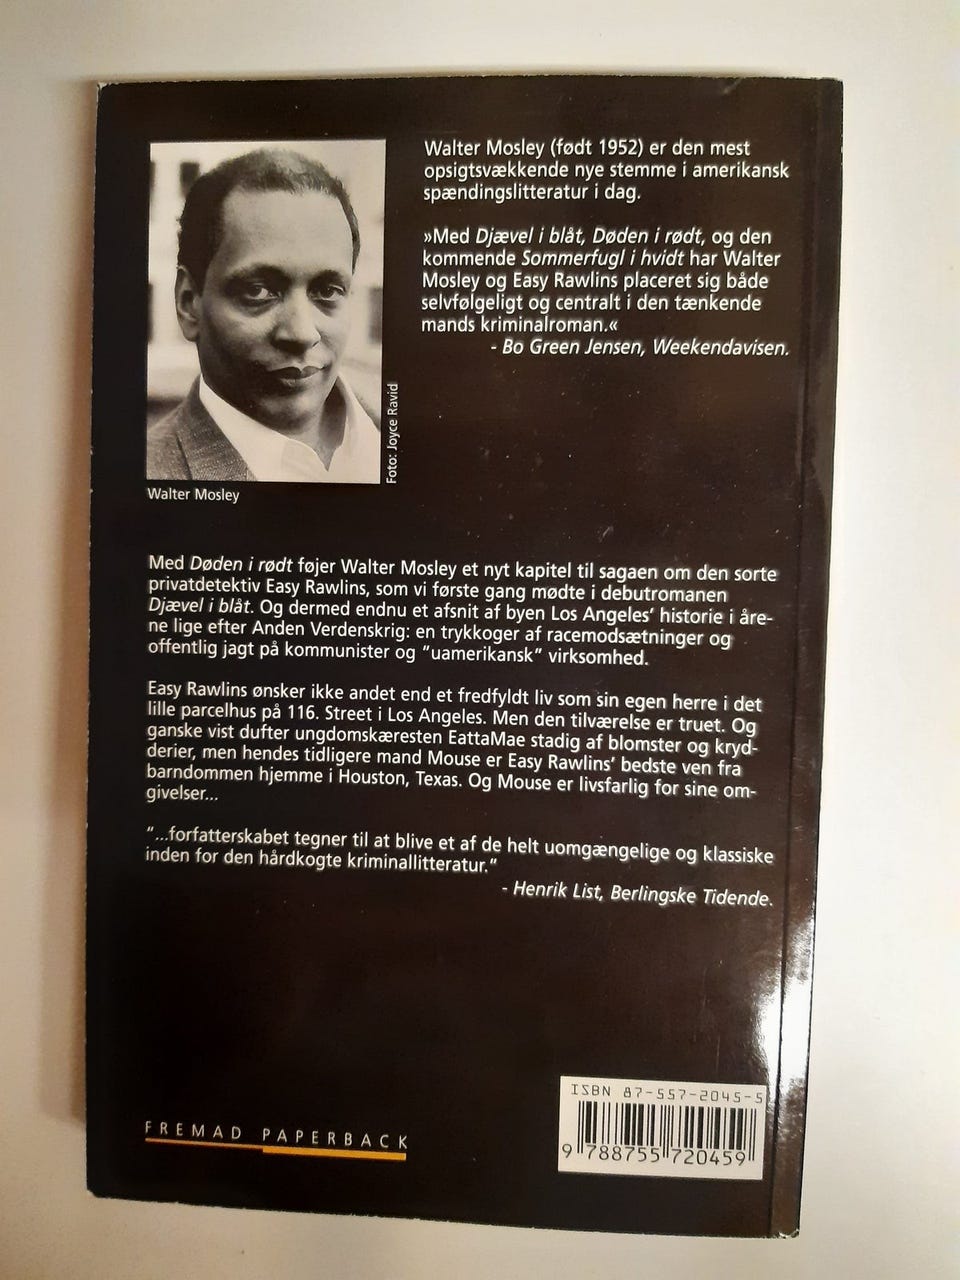 Walter Mosley (født 1952) er den mest
opsigtsvækkende nye stemme i amerikansk
spændingslitteratur i dag.
»Med Djævel i blåt, Døden i rødt, og den
kommende Sommerfugl i hvidt har Walter
Mosley og Easy Rawlins placeret sig både
selvfølgeligt og centralt i den tænkende
mands kriminalroman.«
- Bo Green Jensen, Weekendavisen.
Foto: Joyce Ravid
Walter Mosley
Med Døden i rødt føjer Walter Mosley et nyt kapitel til sagaen om den sorte
privatdetektiv Easy Rawlins, som vi første gang mødte i debutromanen
Djævel i blåt. Og dermed endnu et afsnit af byen Los Angeles' historie i åre-
ne lige efter Anden Verdenskrig: en trykkoger af racemodsætninger og
offentlig jagt på kommunister og "uamerikansk" virksomhed.
Easy Rawlins ønsker ikke andet end et fredfyldt liv som sin egen herre i det
lille parcelhus på 116. Street i Los Angeles. Men den tilværelse er truet. Og
ganske vist dufter ungdomskæresten EattaMae stadig af blomster og kryd-
derier, men hendes tidligere mand Mouse er Easy Rawlins' bedste ven fra
barndommen hjemme i Houston, Texas. Og Mouse er livsfarlig for sine om-
givelser...
"...forfatterskabet tegner til at blive et af de helt uomgængelige og klassiske
inden for den hårdkogte kriminallitteratur."
- Henrik List, Berlingske Tidende.
ISBN 87-557-2045-5
9 788755 720459
FREMAD PAPERBACK